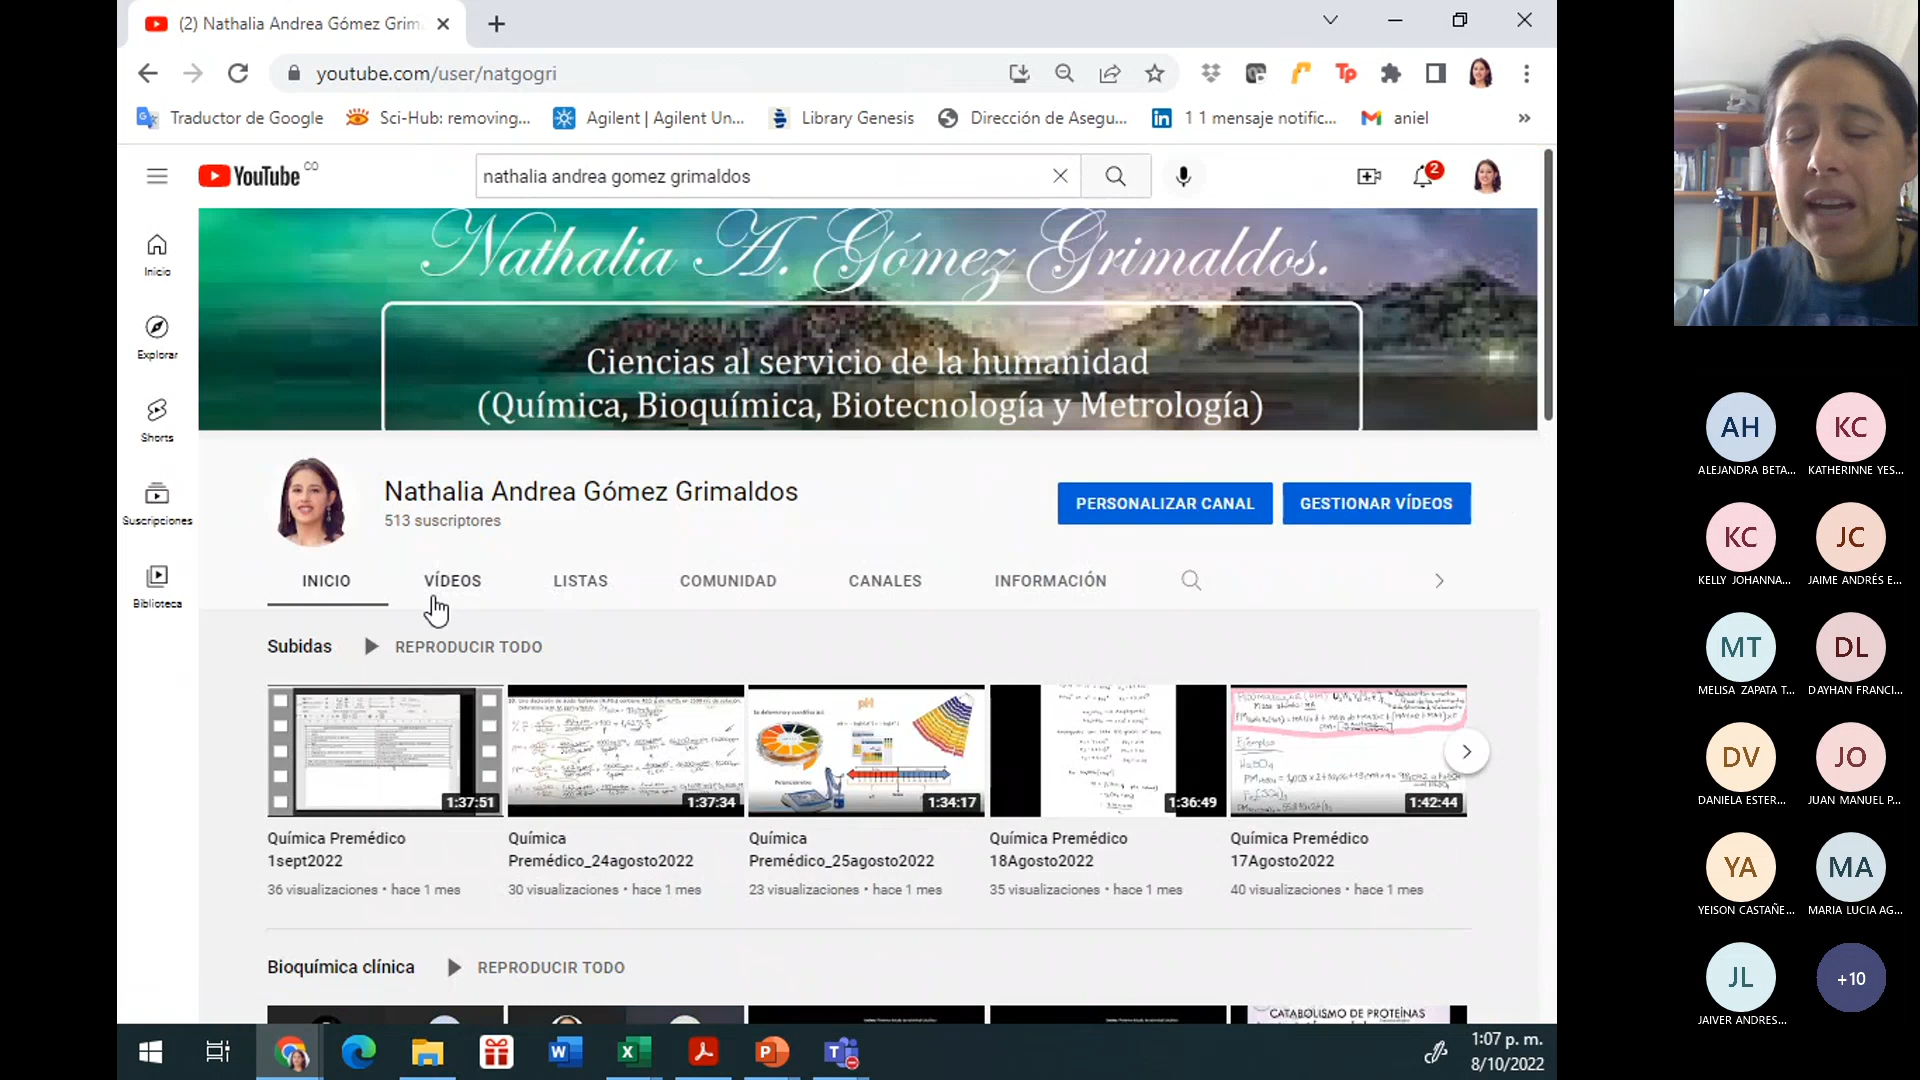 (2) Nathalia Andrea Gómez Grim
youtube.com/user/natgogri
Traductor de Google
Sci-Hub: removing...
Agilent | Agilent Un...
Library Genesis
Dirección de Asegu...
1 1 mensaje notific...
aniel
YouTube CO
nathalia andrea gomez grimaldos
2
Inicio
Explorar
Shorts
Suscripciones
Biblioteca
Nathalia A. Gómez Grimaldos.
Ciencias al servicio de la humanidad
(Química, Bioquímica, Biotecnología y Metrología)
Nathalia Andrea Gómez Grimaldos
513 suscriptores
PERSONALIZAR CANAL
GESTIONAR VÍDEOS
INICIO
VÍDEOS
LISTAS
COMUNIDAD
CANALES
INFORMACIÓN
Subidas
REPRODUCIR TODO
1:37:51
1:37:34
pH
1:34:17
1:36:49
Ejemplos
1:42:44
Química Premédico
1sept2022
36 visualizaciones • hace 1 mes
Química
Premédico_24agosto2022
30 visualizaciones • hace 1 mes
Química
Premédico_25agosto2022
23 visualizaciones • hace 1 mes
Química Premédico
18Agosto2022
35 visualizaciones • hace 1 mes
Química Premédico
17Agosto2022
40 visualizaciones • hace 1 mes
Bioquímica clínica
REPRODUCIR TODO
CATABOLISMO DE PROTEÍNAS
1:07 p. m.
8/10/2022
AH
ALEJANDRA BETA...
KC
KATHERINNE YES...
KC
KELLY JOHANNA...
JC
JAIME ANDRÉS E...
MT
MELISA ZAPATA T...
DL
DAYHAN FRANCI...
DV
DANIELA ESTER...
JO
JUAN MANUEL P...
YA
YEISON CASTAÑE...
MA
MARIA LUCIA AG...
JL
JAIVER ANDRES...
+10